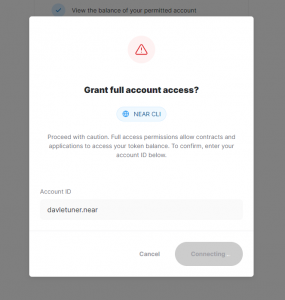 View the balance of your permitted account
Grant full account access?
NEAR CLI
Proceed with caution. Full access permissions allow contracts and
applications to access your token balance. To confirm, enter your
account ID below.
Account ID
davietuner.near
Cancel
Connecting...